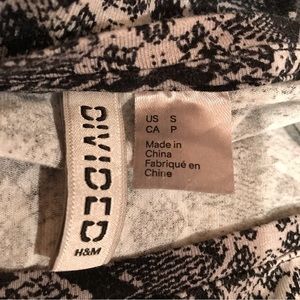 DIVIDED
H&M
US S
CA P
Made in
China
Fabriqué en
Chine